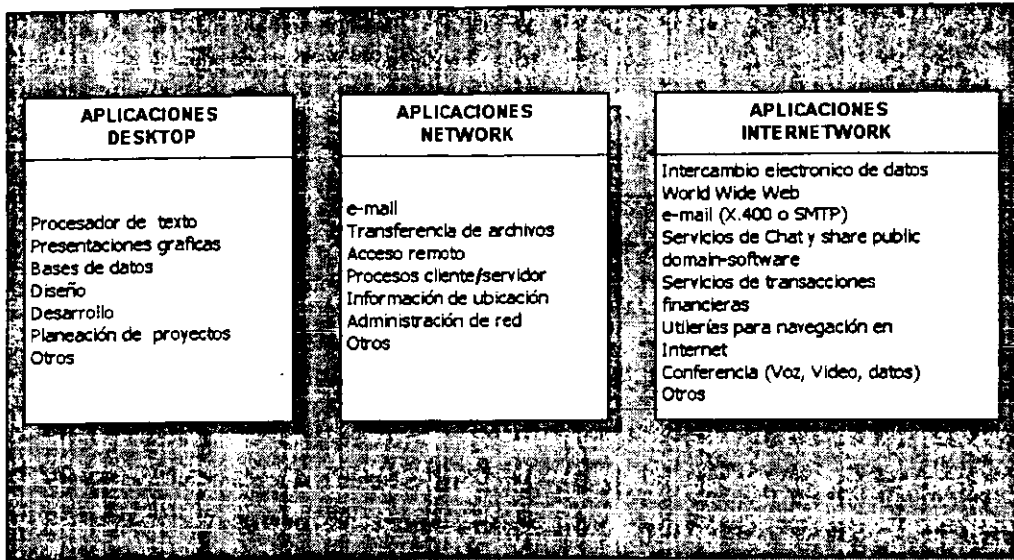 APLICACIONES
DESKTOP
Procesador de texto
Presentaciones graficas
Bases de datos
Diseño
Desarrollo
Planeación de proyectos
Otros
APLICACIONES
NETWORK
e-mail
Transferencia de archivos
Acceso remoto
Procesos cliente/servidor
Información de ubicación
Administración de red
Otros
APLICACIONES
INTERNETWORK
Intercambio electronico de datos
World Wide Web
e-mail (X.400 o SMTP)
Servicios de Chat y share public
domain-software
Servicios de transacciones
financieras
Utilerías para navegación en
Internet
Conferencia (Voz, Video, datos)
Otros